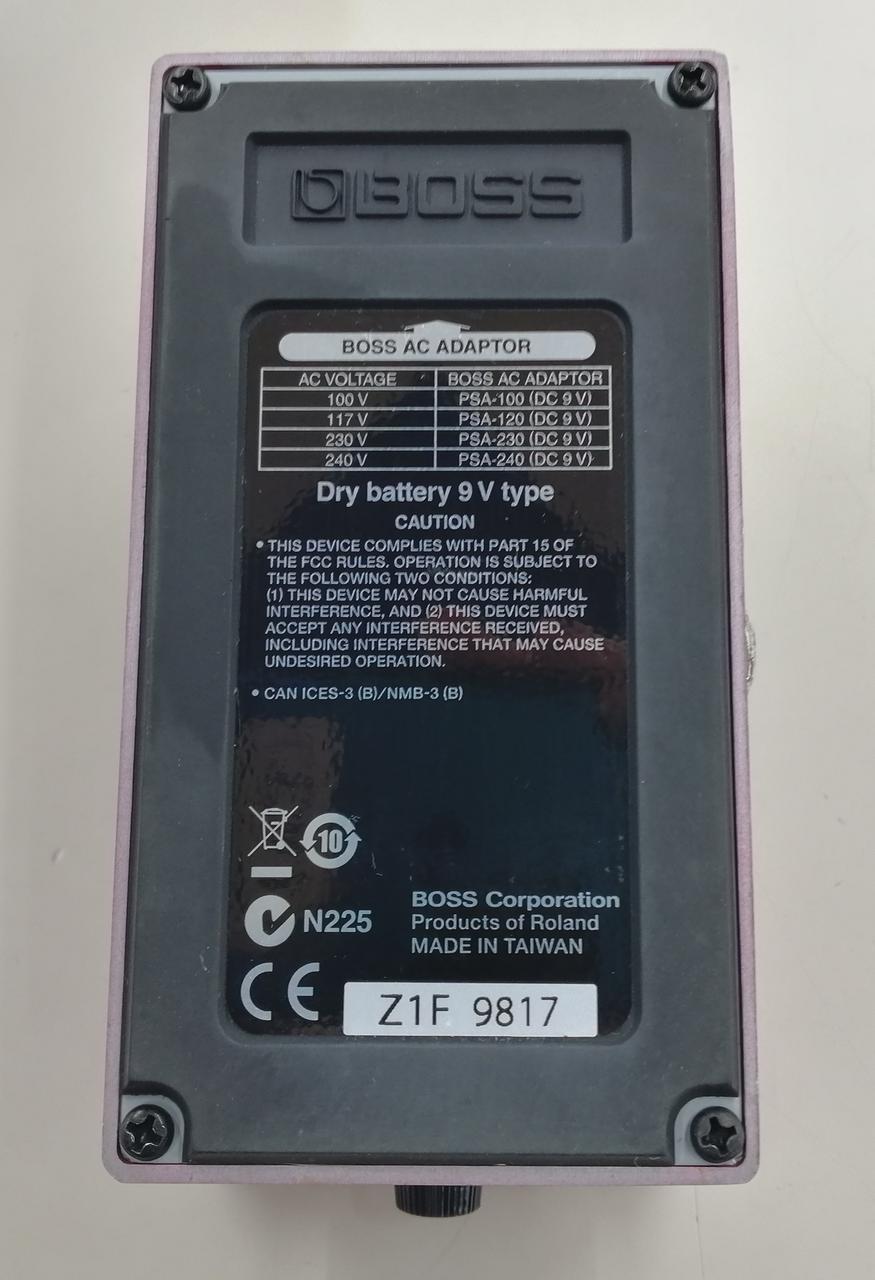 BOSS
BOSS AC ADAPTOR
AC VOLTAGE BOSS AC ADAPTOR
100 V PSA-100 (DC 9 V)
117 V PSA-120 (DC 9 V)
230 V PSA-230 (DC 9 V)
240 V PSA-240 (DC 9 V)
Dry battery 9 V type
CAUTION
• THIS DEVICE COMPLIES WITH PART 15 OF
THE FCC RULES. OPERATION IS SUBJECT TO
THE FOLLOWING TWO CONDITIONS:
(1) THIS DEVICE MAY NOT CAUSE HARMFUL
INTERFERENCE, AND (2) THIS DEVICE MUST
ACCEPT ANY INTERFERENCE RECEIVED,
INCLUDING INTERFERENCE THAT MAY CAUSE
UNDESIRED OPERATION.
• CAN ICES-3 (B)/NMB-3 (B)
10
N225
BOSS Corporation
Products of Roland
MADE IN TAIWAN
CE
Z1F 9817